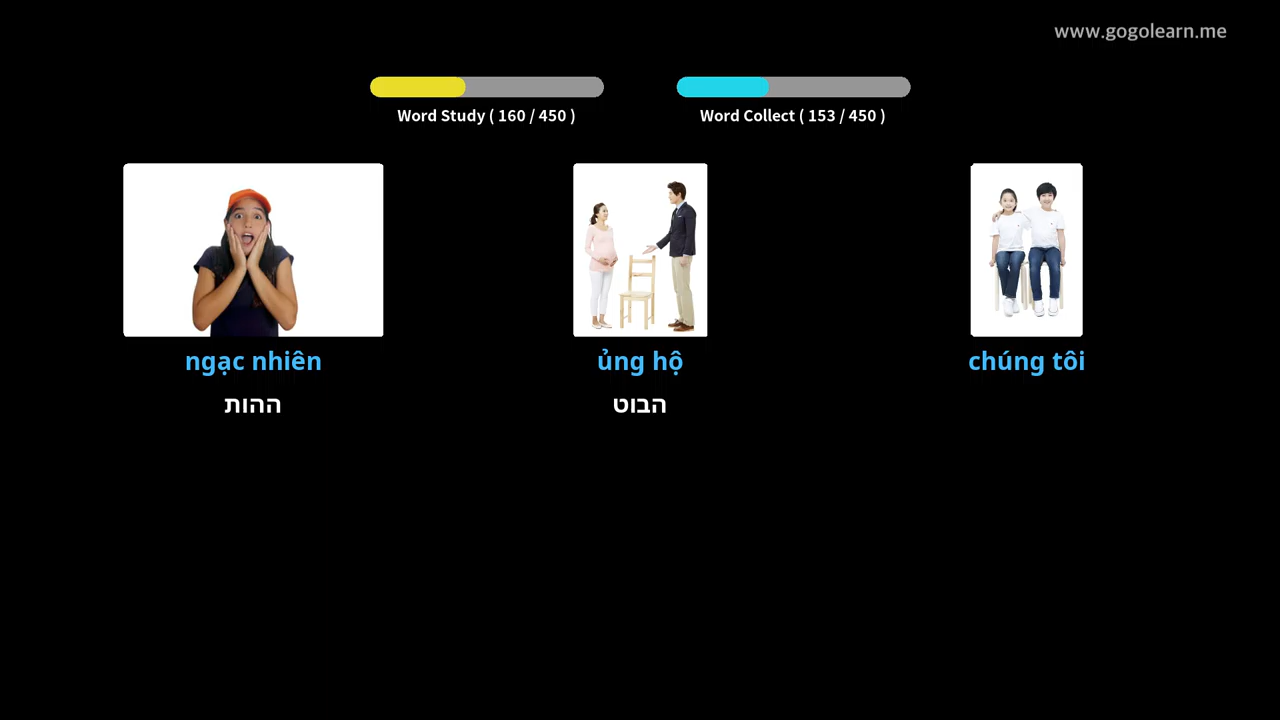 www.gogolearn.me
Word Study ( 160 / 450 )
Word Collect ( 153 / 450 )
ngạc nhiên
ủng hộ
chúng tôi
ההות
הבוט